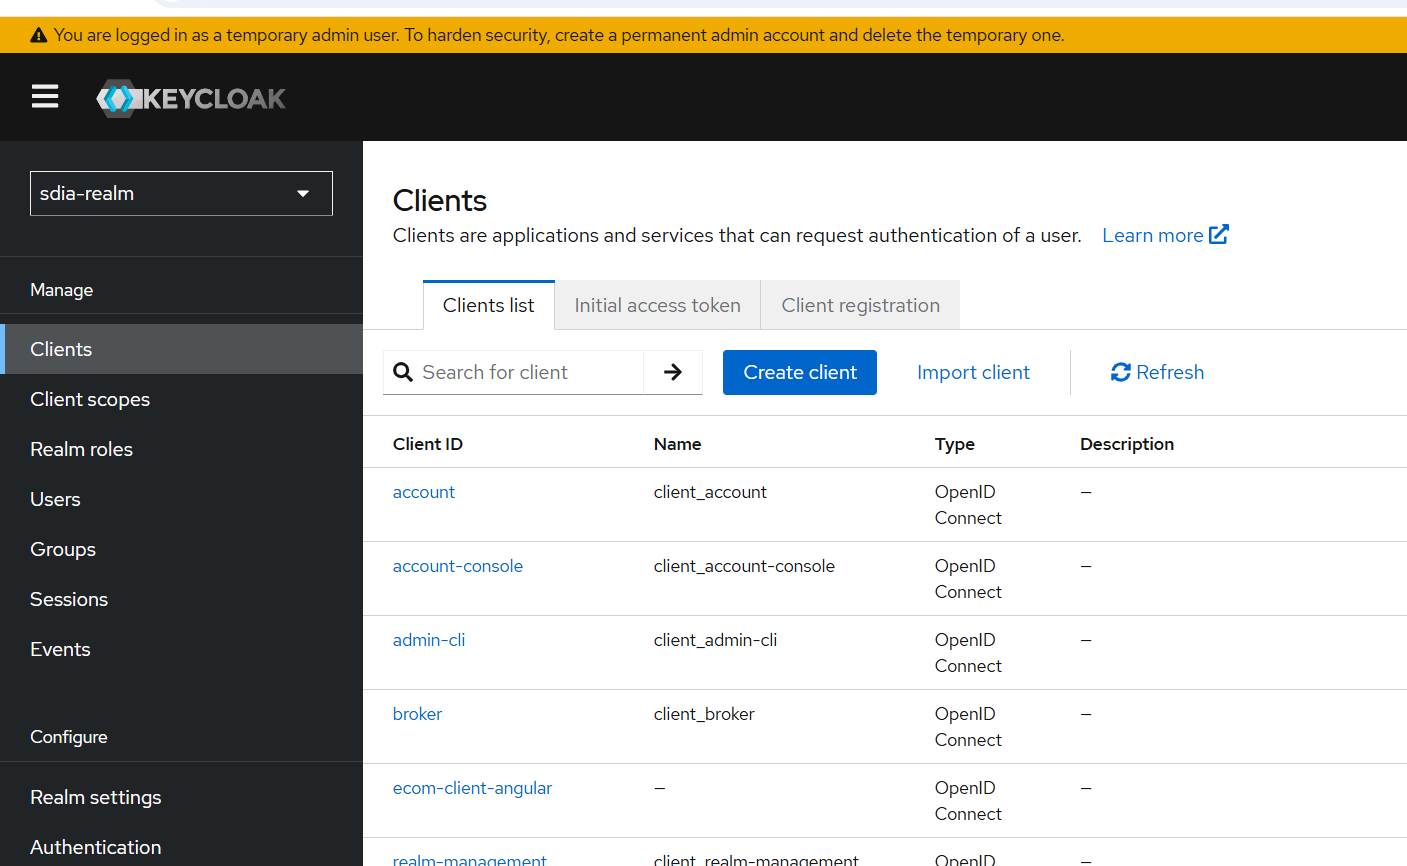 You are logged in as a temporary admin user. To harden security, create a permanent admin account and delete the temporary one.
KEYCLOAK
sdia-realm
Manage
Clients
Client scopes
Realm roles
Users
Groups
Sessions
Events
Configure
Realm settings
Authentication
Clients
Clients are applications and services that can request authentication of a user. Learn more
Clients list Initial access token Client registration
Search for client Create client Import client Refresh
Client ID Name Type Description
account client_account OpenID Connect –
account-console client_account-console OpenID Connect –
admin-cli client_admin-cli OpenID Connect –
broker client_broker OpenID Connect –
ecom-client-angular – OpenID Connect –
realm-management client_realm-management OpenID –